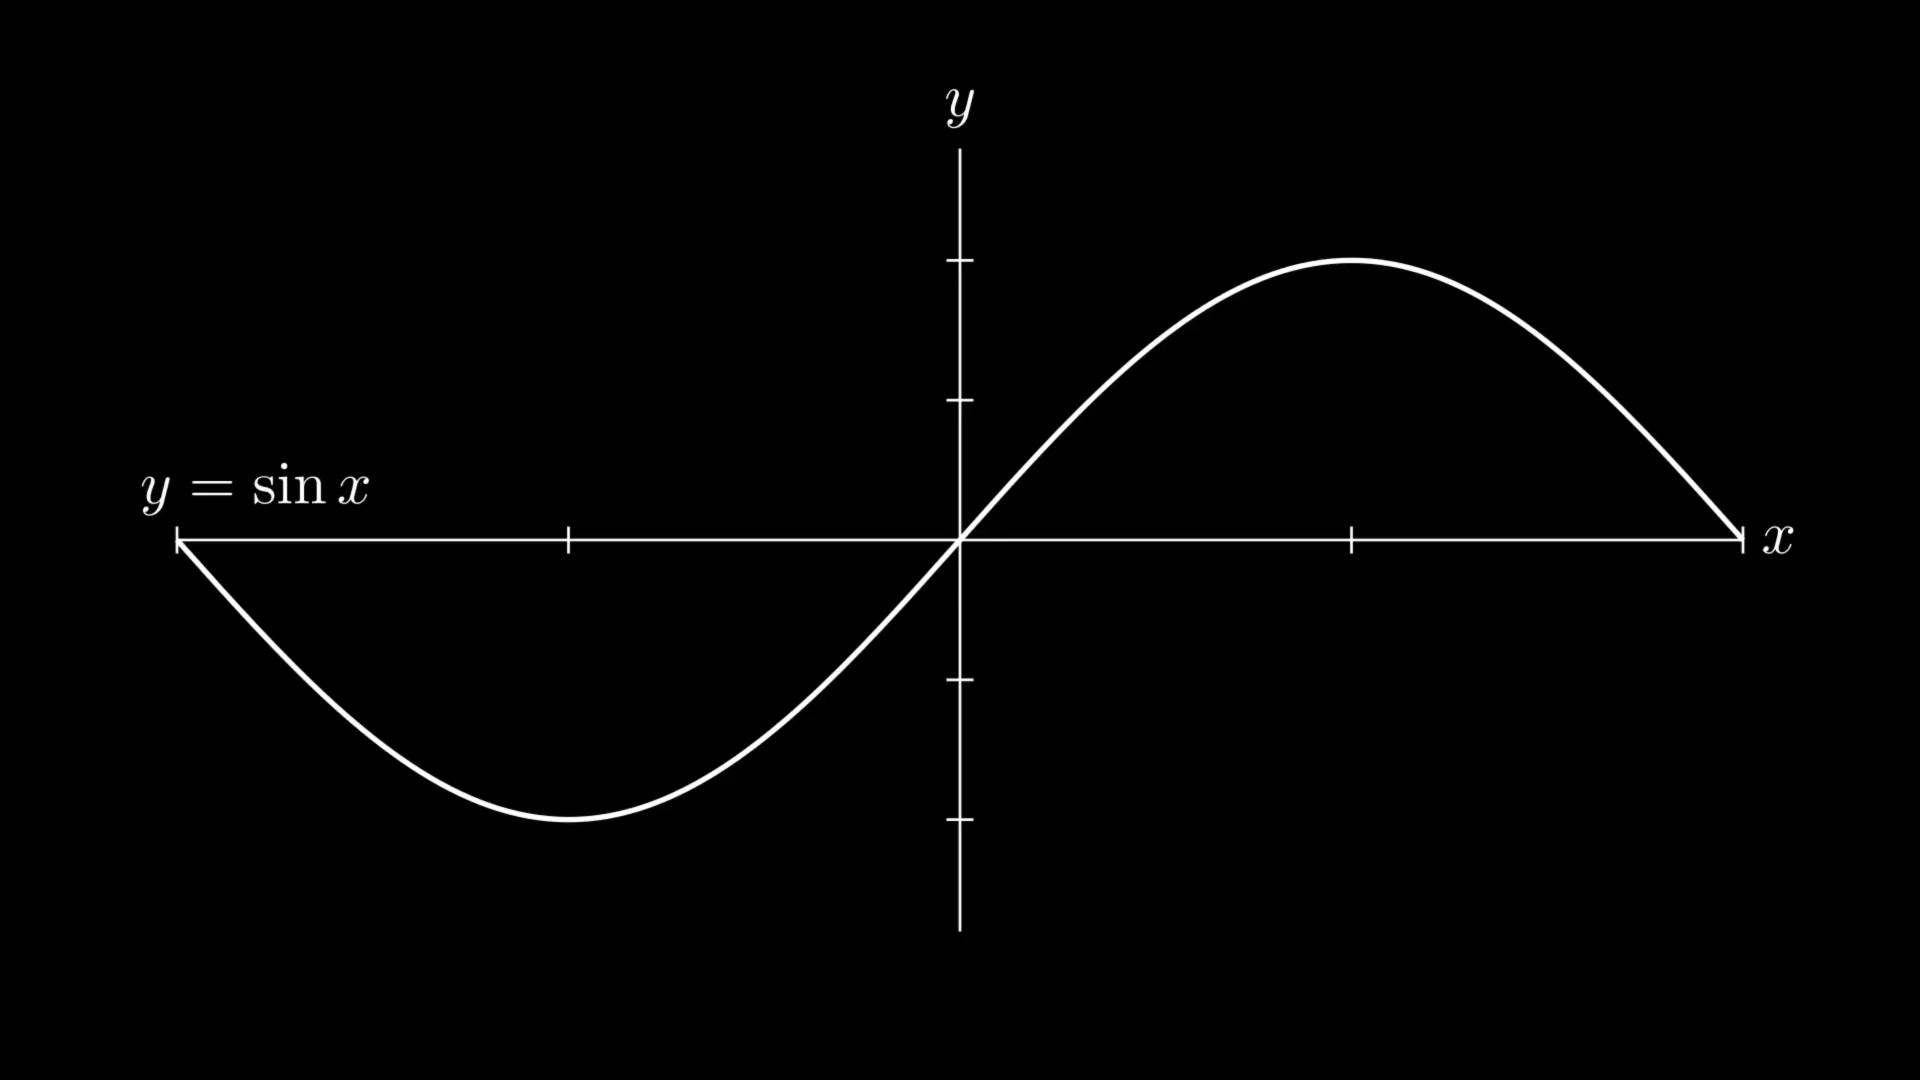 y
y = sin x
x